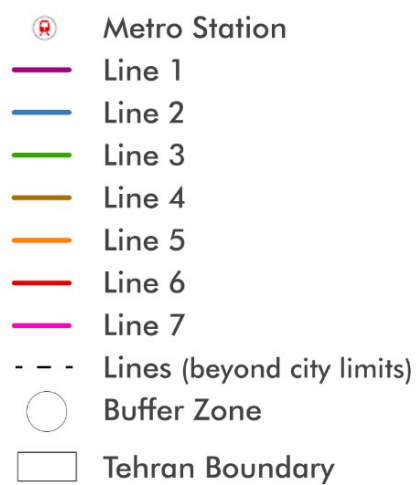 Metro Station
Line 1
Line 2
Line 3
Line 4
Line 5
Line 6
Line 7
Lines (beyond city limits)
Buffer Zone
Tehran Boundary